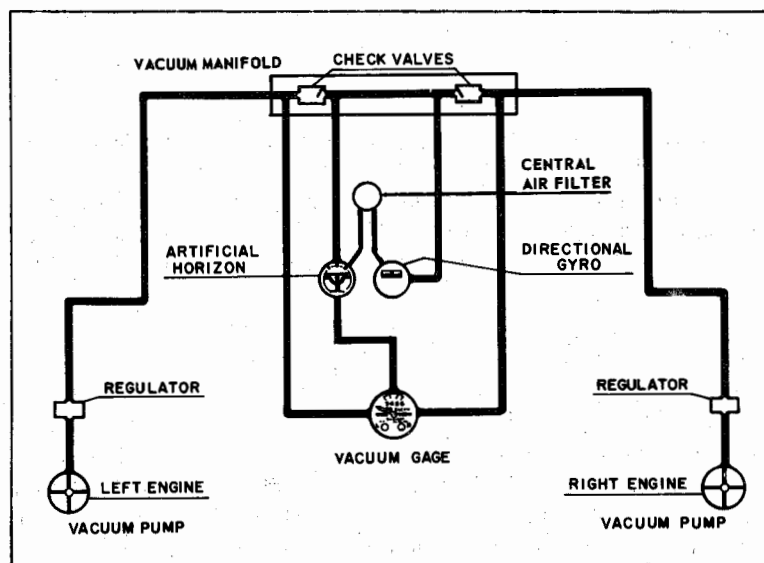 VACUUM MANIFOLD
CHECK VALVES
CENTRAL
AIR FILTER
ARTIFICIAL
HORIZON
DIRECTIONAL
GYRO
REGULATOR
REGULATOR
VACUUM GAGE
LEFT ENGINE
RIGHT ENGINE
VACUUM PUMP
VACUUM PUMP